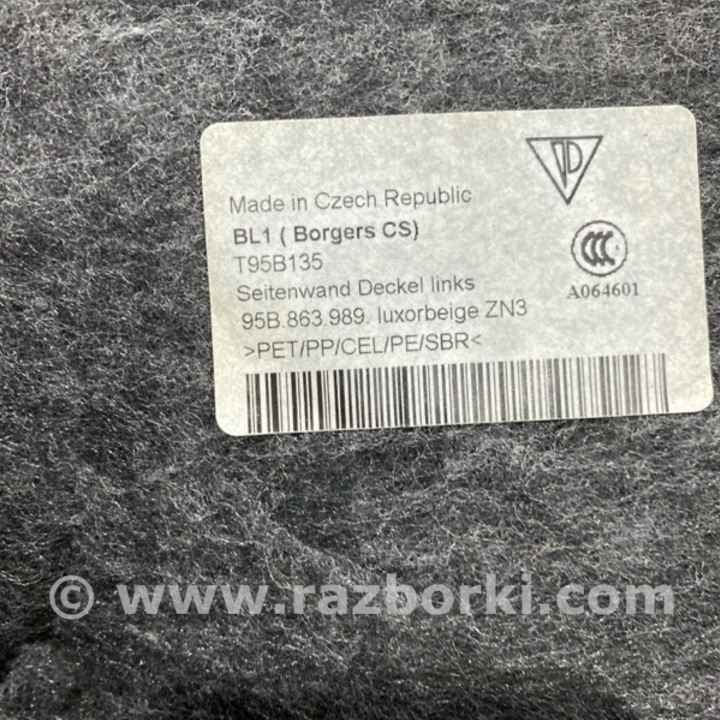 Made in Czech Republic
BL1 ( Borgers CS)
T95B135
Seitenwand Deckel links
A064601
95B.863.989. luxorbeige ZN3
>PET/PP/CEL/PE/SBR<
© www.razborki.com